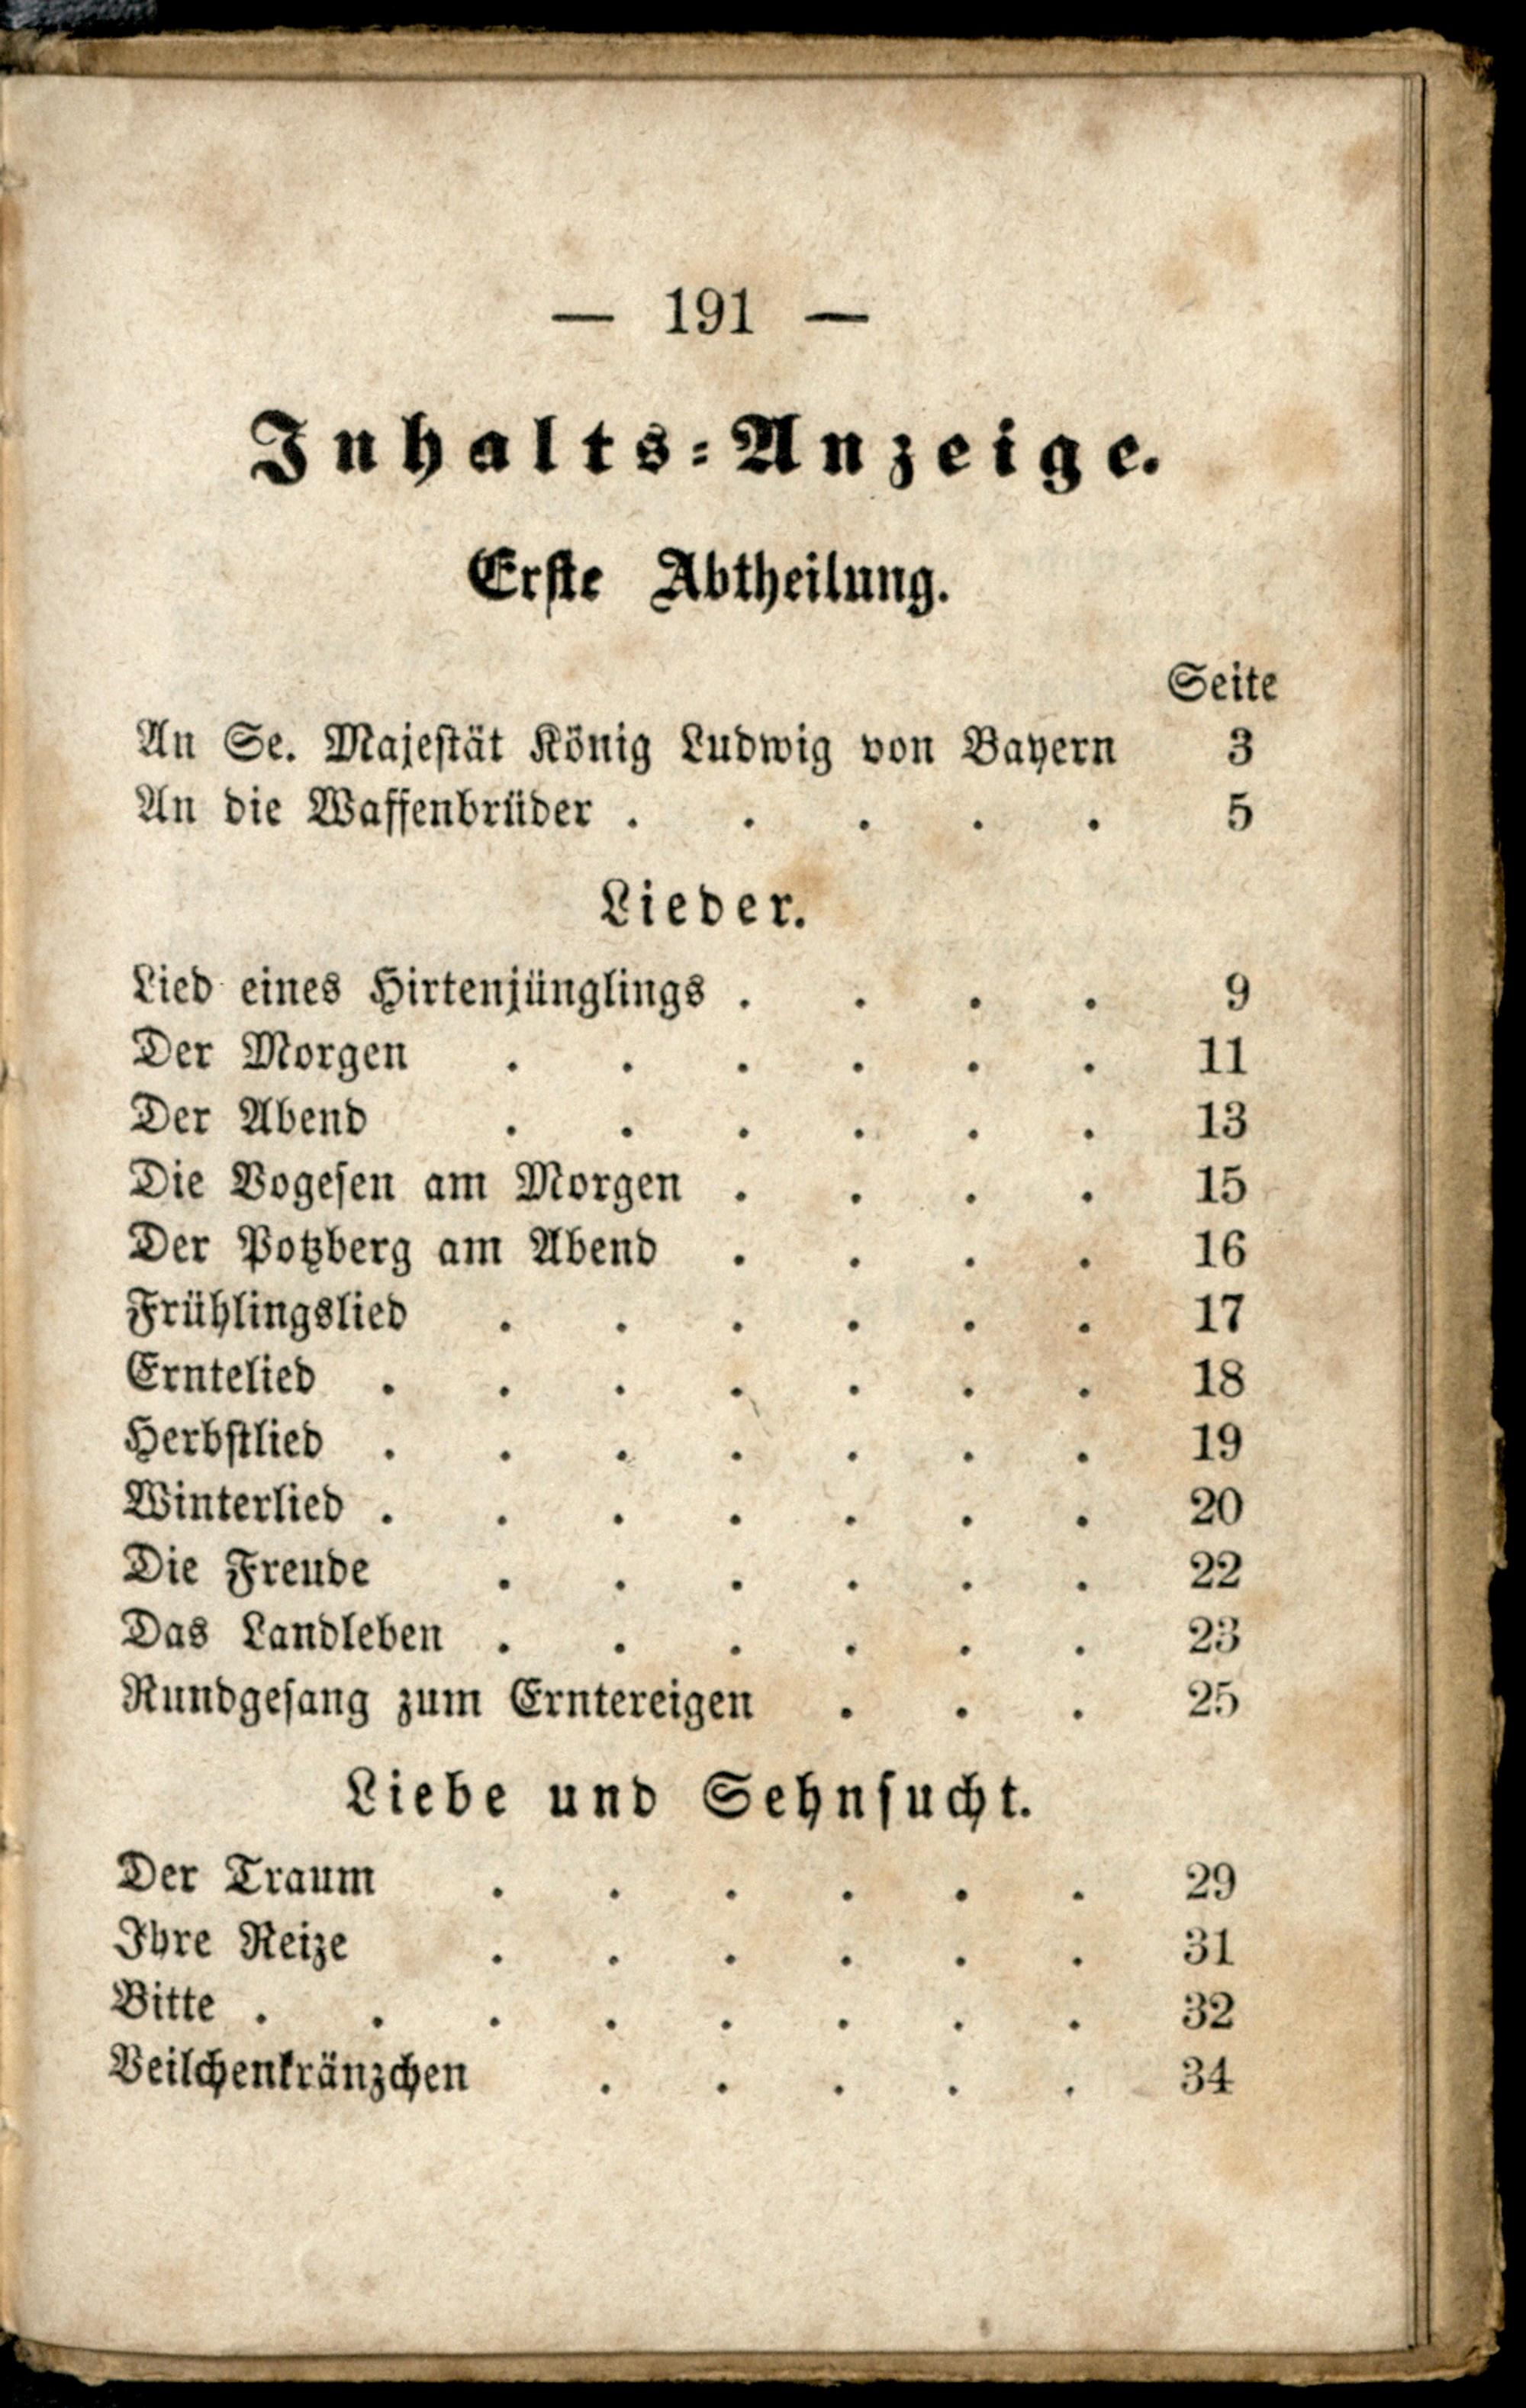 — 191 —
Inhalts-Anzeige.
Erste Abtheilung.
Seite
An Se. Majestät König Ludwig von Bayern 3
An die Waffenbrüder . . . . . 5
Lieder.
Lied eines Hirtenjünglings . . . . 9
Der Morgen . . . . . . 11
Der Abend . . . . . . 13
Die Vogesen am Morgen . . . . 15
Der Potzberg am Abend . . . . 16
Frühlingslied . . . . . . 17
Erntelied . . . . . . . 18
Herbstlied . . . . . . . 19
Winterlied . . . . . . . 20
Die Freude . . . . . . 22
Das Landleben . . . . . . 23
Rundgesang zum Erntereigen . . . 25
Liebe und Sehnsucht.
Der Traum . . . . . . 29
Ihre Reize . . . . . . 31
Bitte . . . . . . . . 32
Veilchenkränzchen . . . . . 34